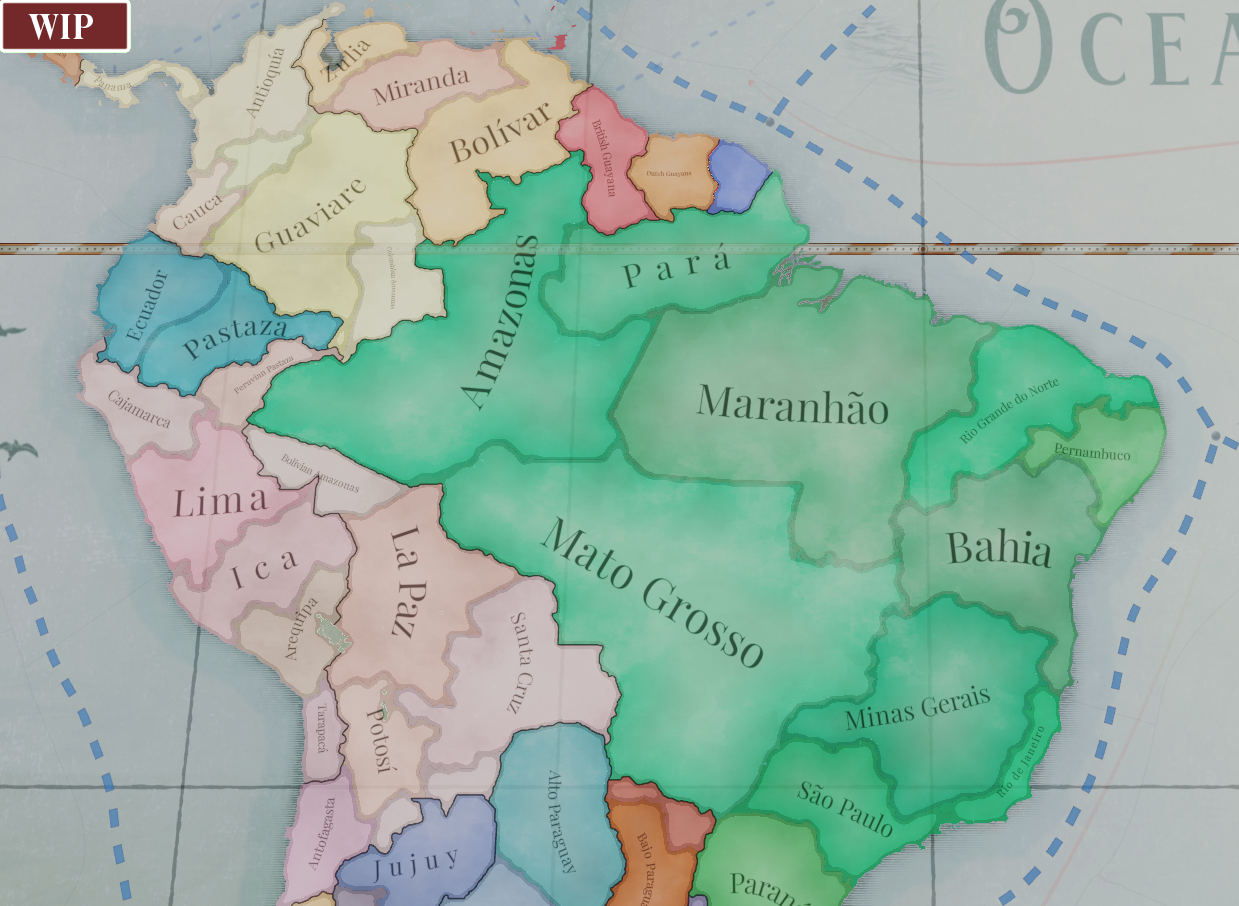 WIP
OCEA
Panama
Antioquía
Zulia
Miranda
Bolívar
British Guayana
Dutch Guayana
Cauca
Guaviare
Colombian Amazonas
Ecuador
Pastaza
Peruvian Pastaza
Amazonas
Pará
Cajamarca
Maranhão
Rio Grande do Norte
Pernambuco
Lima
Bolivian Amazonas
Ica
La Paz
Mato Grosso
Bahia
Arequipa
Santa Cruz
Tarapacá
Potosí
Minas Gerais
Rio de Janeiro
Alto Paraguay
São Paulo
Antofagasta
Jujuy
Bajo Paragua
Paraná